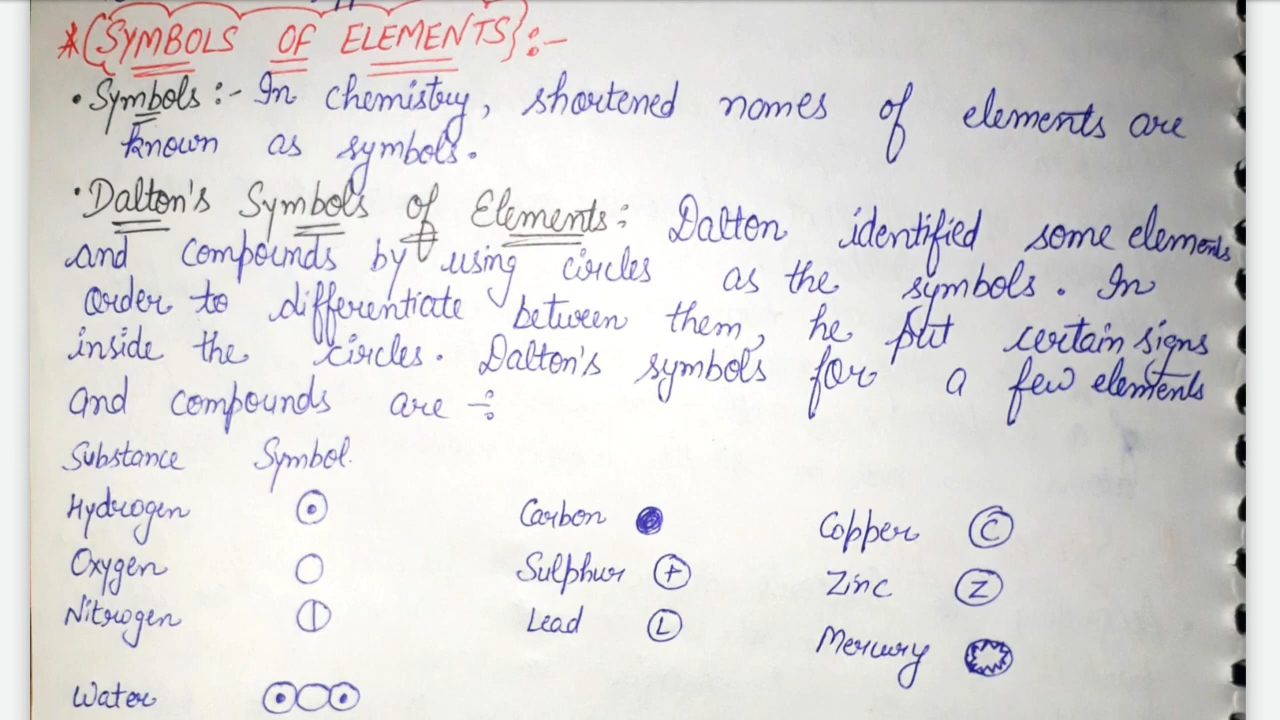 *{SYMBOLS OF ELEMENTS}:-
• Symbols :- In chemistry, shortened names of elements are
known as symbols.
• Dalton's Symbols of Elements: Dalton identified some elements
and compounds by using circles as the symbols. In
order to differentiate between them, he put certain signs
inside the circles. Dalton's symbols for a few elements
and compounds are -:
Substance Symbol.
Hydrogen Carbon Copper C
Oxygen Sulphur + Zinc Z
Nitrogen Lead L Mercury
Water